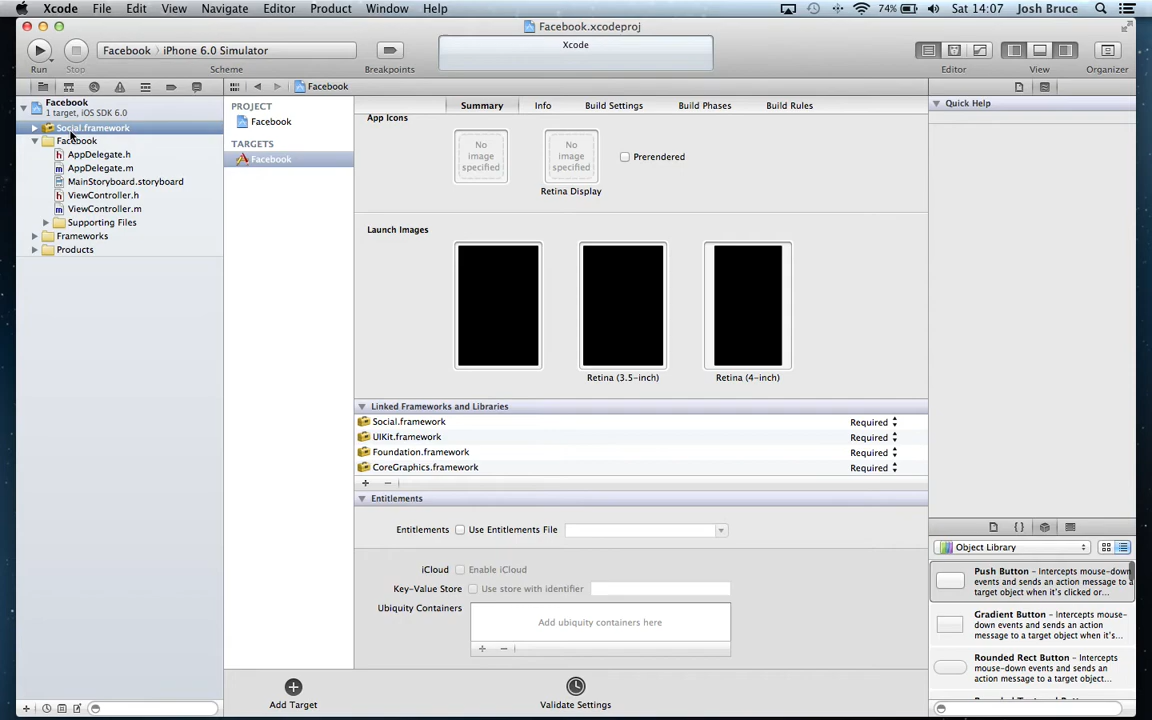 Xcode File Edit View Navigate Editor Product Window Help 74% Sat 14:07 Josh Bruce
Facebook.xcodeproj
Facebook iPhone 6.0 Simulator
Xcode
Run Stop Scheme Breakpoints Editor View Organizer
Facebook
Facebook
1 target, iOS SDK 6.0
Social.framework
Facebook
AppDelegate.h
AppDelegate.m
MainStoryboard.storyboard
ViewController.h
ViewController.m
Supporting Files
Frameworks
Products
PROJECT
Facebook
TARGETS
Facebook
Summary Info Build Settings Build Phases Build Rules
App Icons
No image specified
No image specified
Prerendered
Retina Display
Launch Images
Retina (3.5-inch) Retina (4-inch)
Linked Frameworks and Libraries
Social.framework Required
UIKit.framework Required
Foundation.framework Required
CoreGraphics.framework Required
Entitlements
Entitlements Use Entitlements File
iCloud Enable iCloud
Key-Value Store Use store with identifier
Ubiquity Containers
Add ubiquity containers here
Add Target Validate Settings
Quick Help
Object Library
Push Button - Intercepts mouse-down
events and sends an action message to a
target object when it's clicked or...
Gradient Button - Intercepts mouse-
down events and sends an action
message to a target object when it's...
Rounded Rect Button - Intercepts
mouse-down events and sends an
action message to a target object...